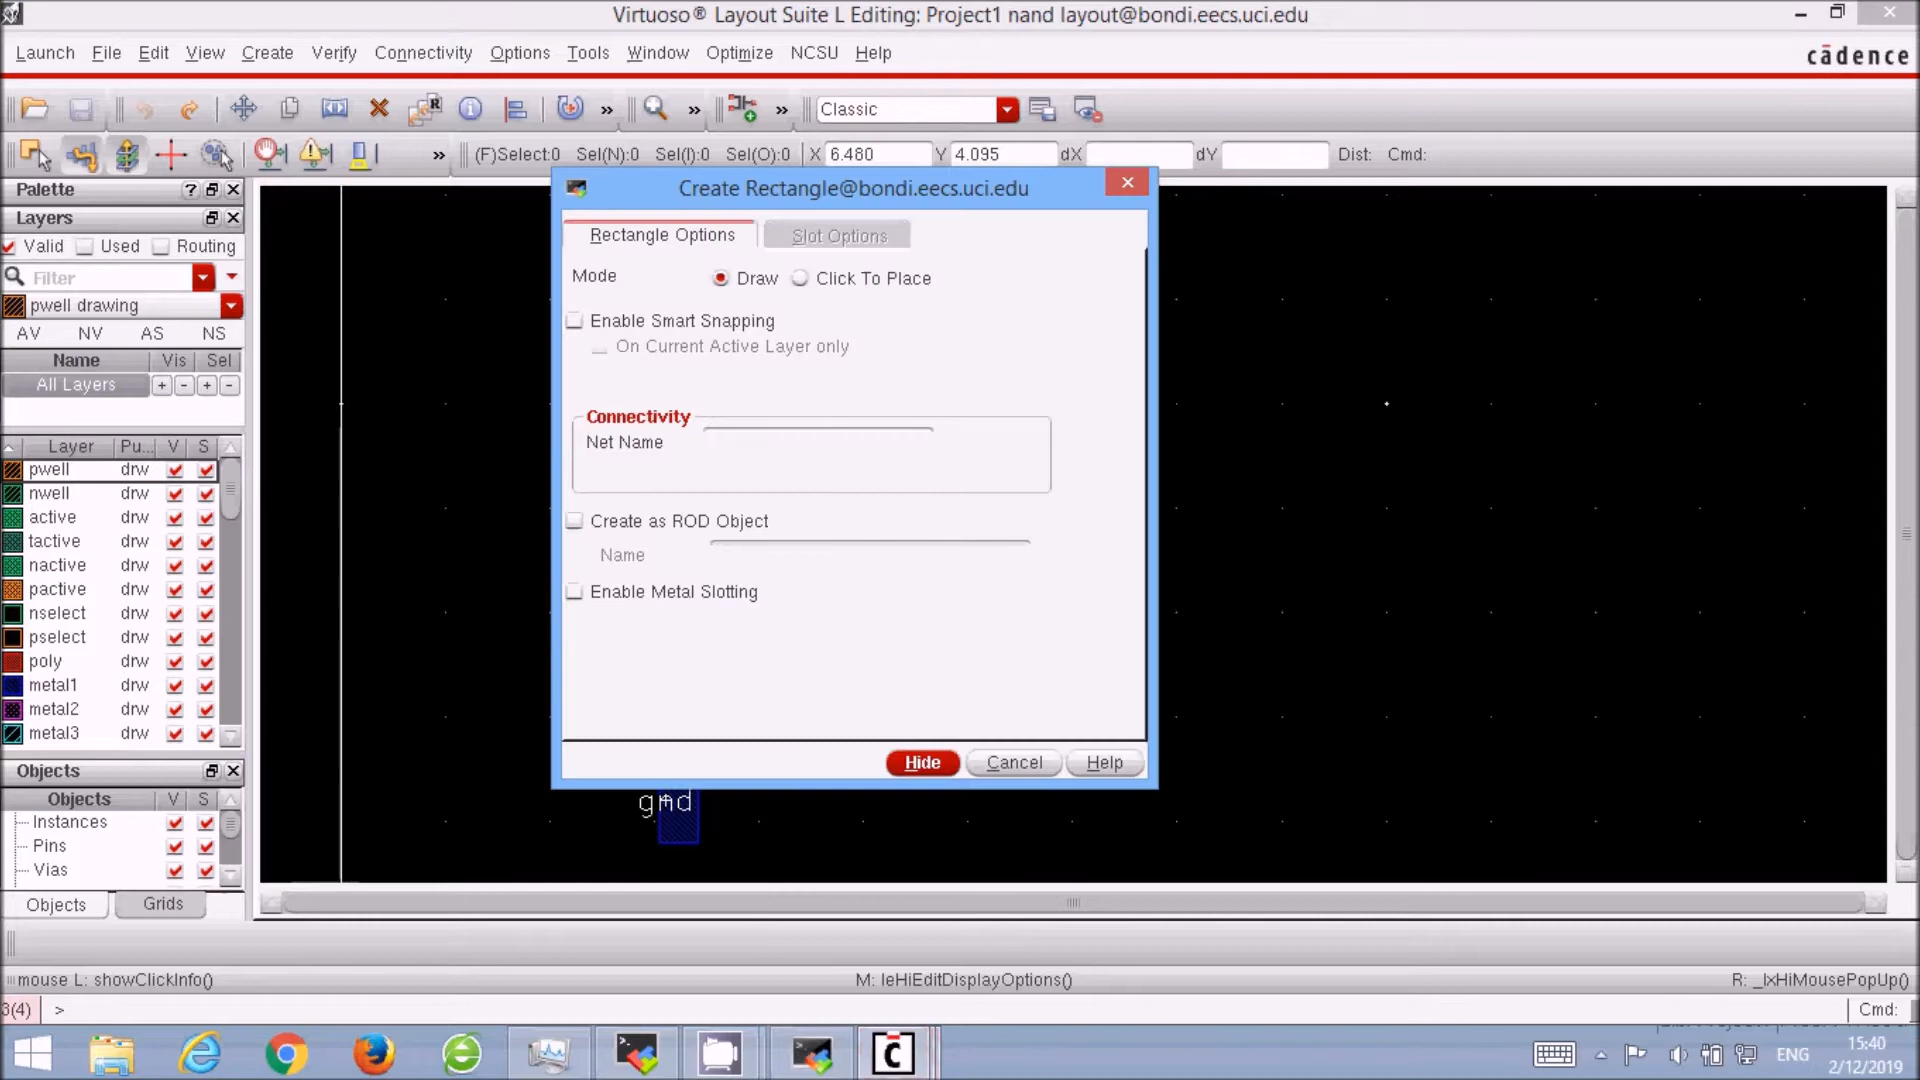 Virtuoso® Layout Suite L Editing: Project1 nand layout@bondi.eecs.uci.edu
Launch File Edit View Create Verify Connectivity Options Tools Window Optimize NCSU Help
cādence
Classic
(F)Select:0 Sel(N):0 Sel(I):0 Sel(O):0 X 6.480 Y 4.095 dX dY Dist: Cmd:
Palette
Layers
Valid Used Routing
Filter
pwell drawing
AV NV AS NS
Name Vis Sel
All Layers
Layer Pu... V S
pwell drw
nwell drw
active drw
tactive drw
nactive drw
pactive drw
nselect drw
pselect drw
poly drw
metal1 drw
metal2 drw
metal3 drw
Objects
Objects V S
Instances
Pins
Vias
Objects Grids
Create Rectangle@bondi.eecs.uci.edu
Rectangle Options Slot Options
Mode Draw Click To Place
Enable Smart Snapping
On Current Active Layer only
Connectivity
Net Name
Create as ROD Object
Name
Enable Metal Slotting
Hide Cancel Help
gnd
mouse L: showClickInfo() M: leHiEditDisplayOptions() R: _lxHiMousePopUp()
3(4) > Cmd:
ENG
15:40
2/12/2019